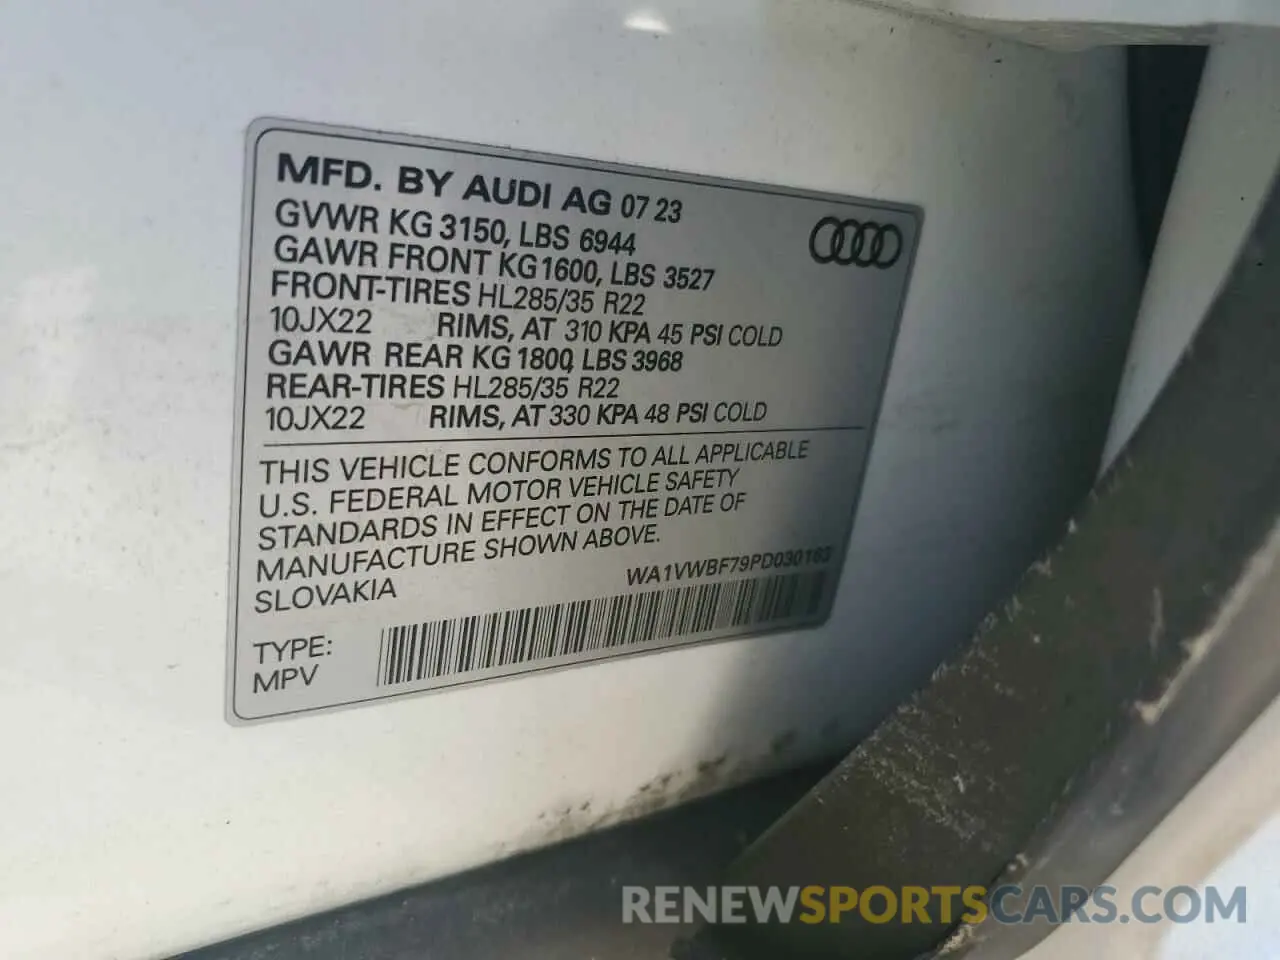 MFD. BY AUDI AG 07 23
GVWR KG 3150, LBS 6944
GAWR FRONT KG 1600, LBS 3527
FRONT-TIRES HL285/35 R22
10JX22 RIMS, AT 310 KPA 45 PSI COLD
GAWR REAR KG 1800, LBS 3968
REAR-TIRES HL285/35 R22
10JX22 RIMS, AT 330 KPA 48 PSI COLD
THIS VEHICLE CONFORMS TO ALL APPLICABLE
U.S. FEDERAL MOTOR VEHICLE SAFETY
STANDARDS IN EFFECT ON THE DATE OF
MANUFACTURE SHOWN ABOVE.
SLOVAKIA
WA1VWBF79PD030163
TYPE:
MPV
RENEWSPORTSCARS.COM